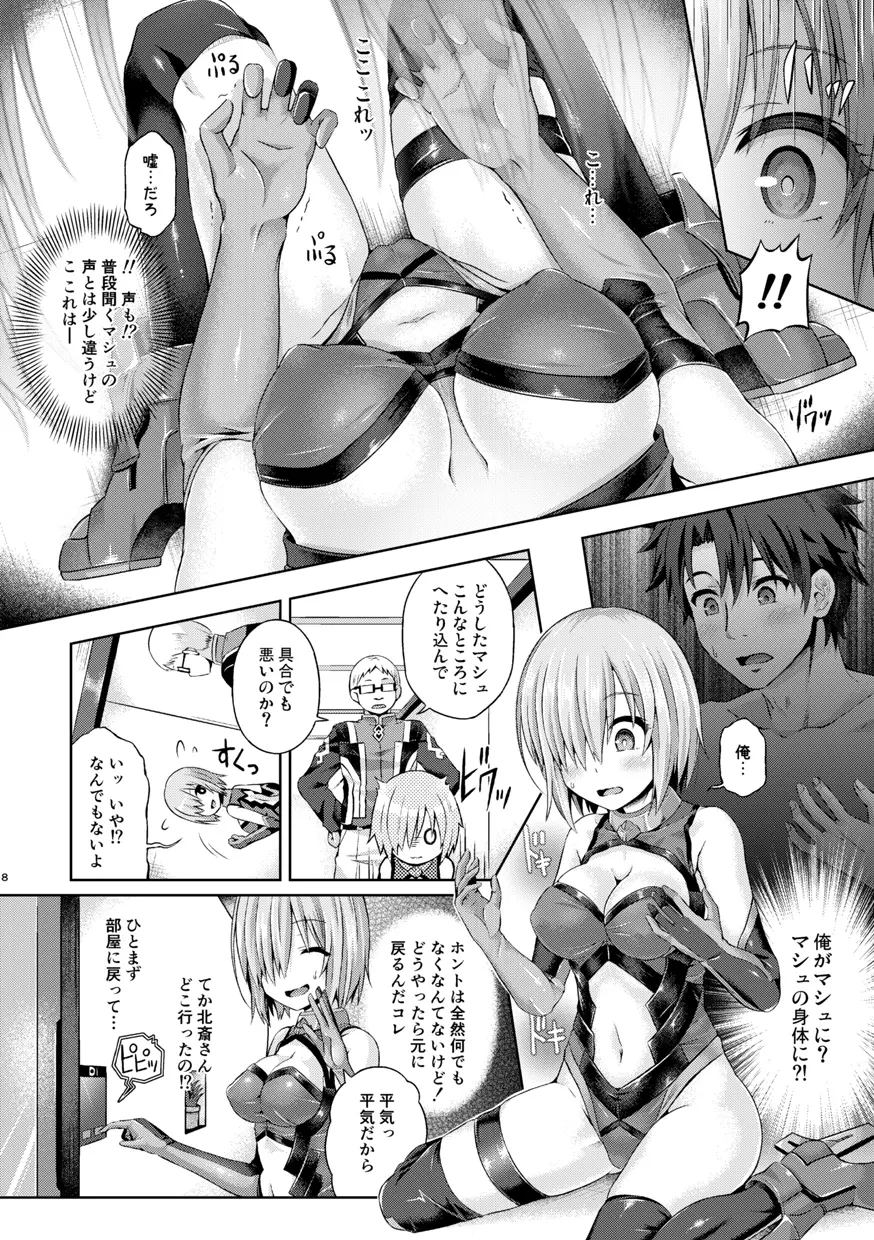 !!
こ…れ…
ここここれッ
ぷる
ぷる
嘘…だろ
!! 声も!?
普段聞くマシュの
声とは少し違うけど
こ これは―
ゾワッ
俺…
ドキ
ドキ
俺がマシュに?
マシュの身体に?!
どうしたマシュ
こんなところに
へたり込んで
ビクッ
具合でも
悪いのか?
すくっ
いッ いや!?
なんでもないよ
平気っ
平気だから
ホントは全然何でも
なくなんてないけど!
どうやったら元に
戻るんだコレ
てか北斎さん
どこ行ったの!?
ひとまず
部屋に戻って…
ピピッ
8